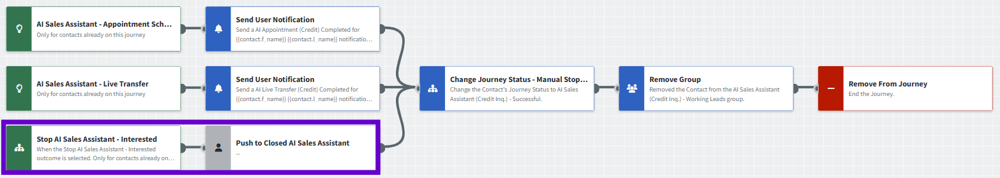 AI Sales Assistant - Appointment Sch...
Only for contacts already on this journey
Send User Notification
Send a AI Appointment (Credit) Completed for
{{contact.f_name}} {{contact.l_name}} notificatio...
AI Sales Assistant - Live Transfer
Only for contacts already on this journey
Send User Notification
Send a AI Live Transfer (Credit) Completed for
{{contact.f_name}} {{contact.l_name}} notificatio...
Change Journey Status - Manual Stop...
Change the Contact's Journey Status to AI Sales
Assistant (Credit Inq.) - Successful.
Remove Group
Removed the Contact from the AI Sales Assistant
(Credit Inq.) - Working Leads group.
Remove From Journey
End the Journey.
Stop AI Sales Assistant - Interested
When the Stop AI Sales Assistant - Interested
outcome is selected. Only for contacts already on...
Push to Closed AI Sales Assistant
--